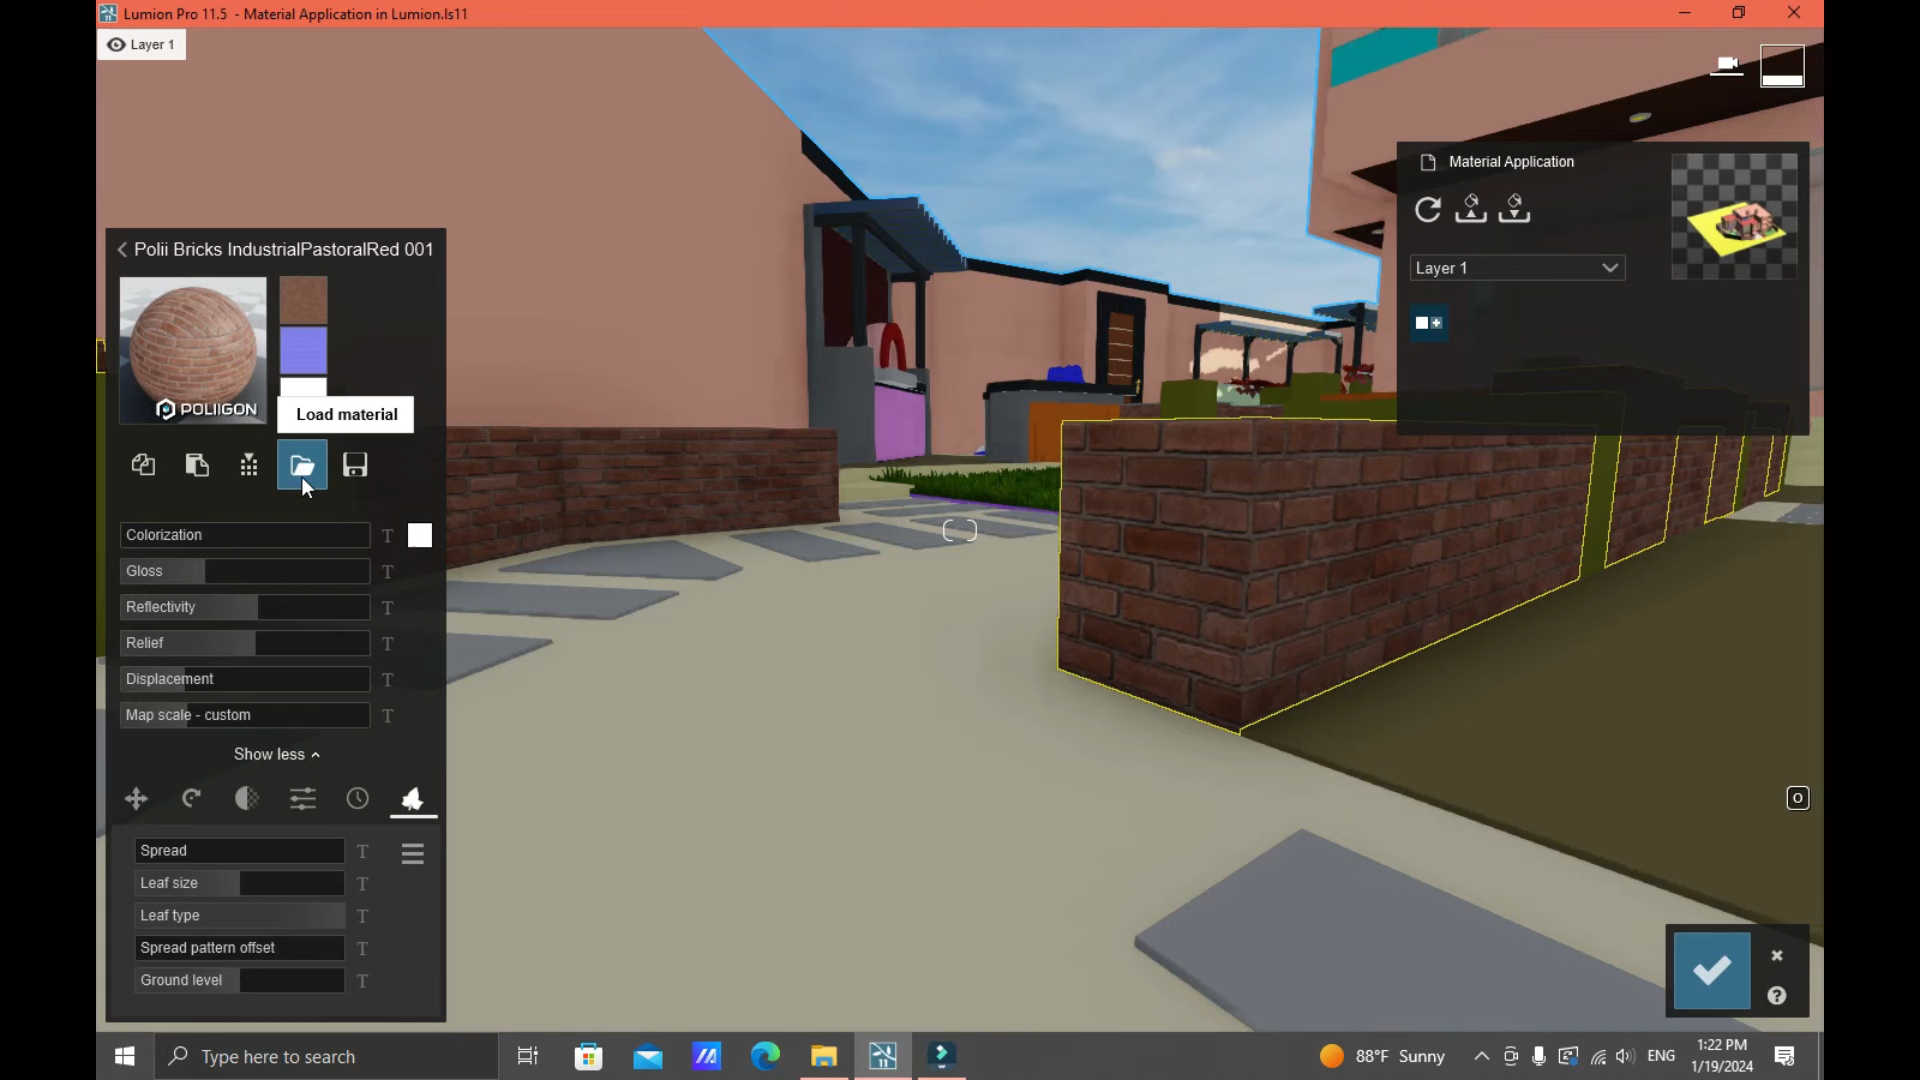 Lumion Pro 11.5 - Material Application in Lumion.ls11
Layer 1
Material Application
Layer 1
Polii Bricks IndustrialPastoralRed 001
POLIIGON
Load material
Colorization T
Gloss T
Reflectivity T
Relief T
Displacement T
Map scale - custom T
Show less
Spread T
Leaf size T
Leaf type T
Spread pattern offset T
Ground level T
O
Type here to search
11
88°F Sunny
ENG
1:22 PM
1/19/2024